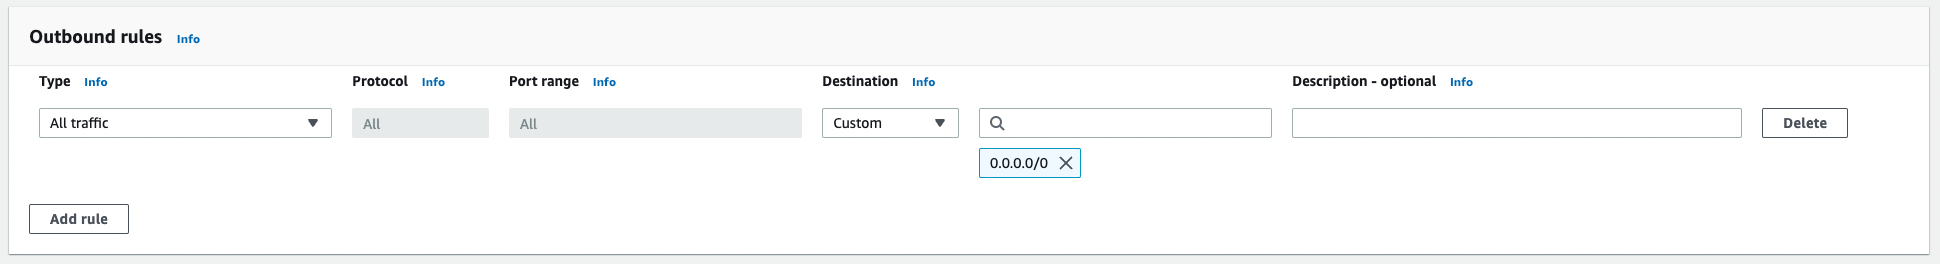 Outbound rules Info
Type Info Protocol Info Port range Info Destination Info Description - optional Info
All traffic All All Custom Delete
0.0.0.0/0
Add rule